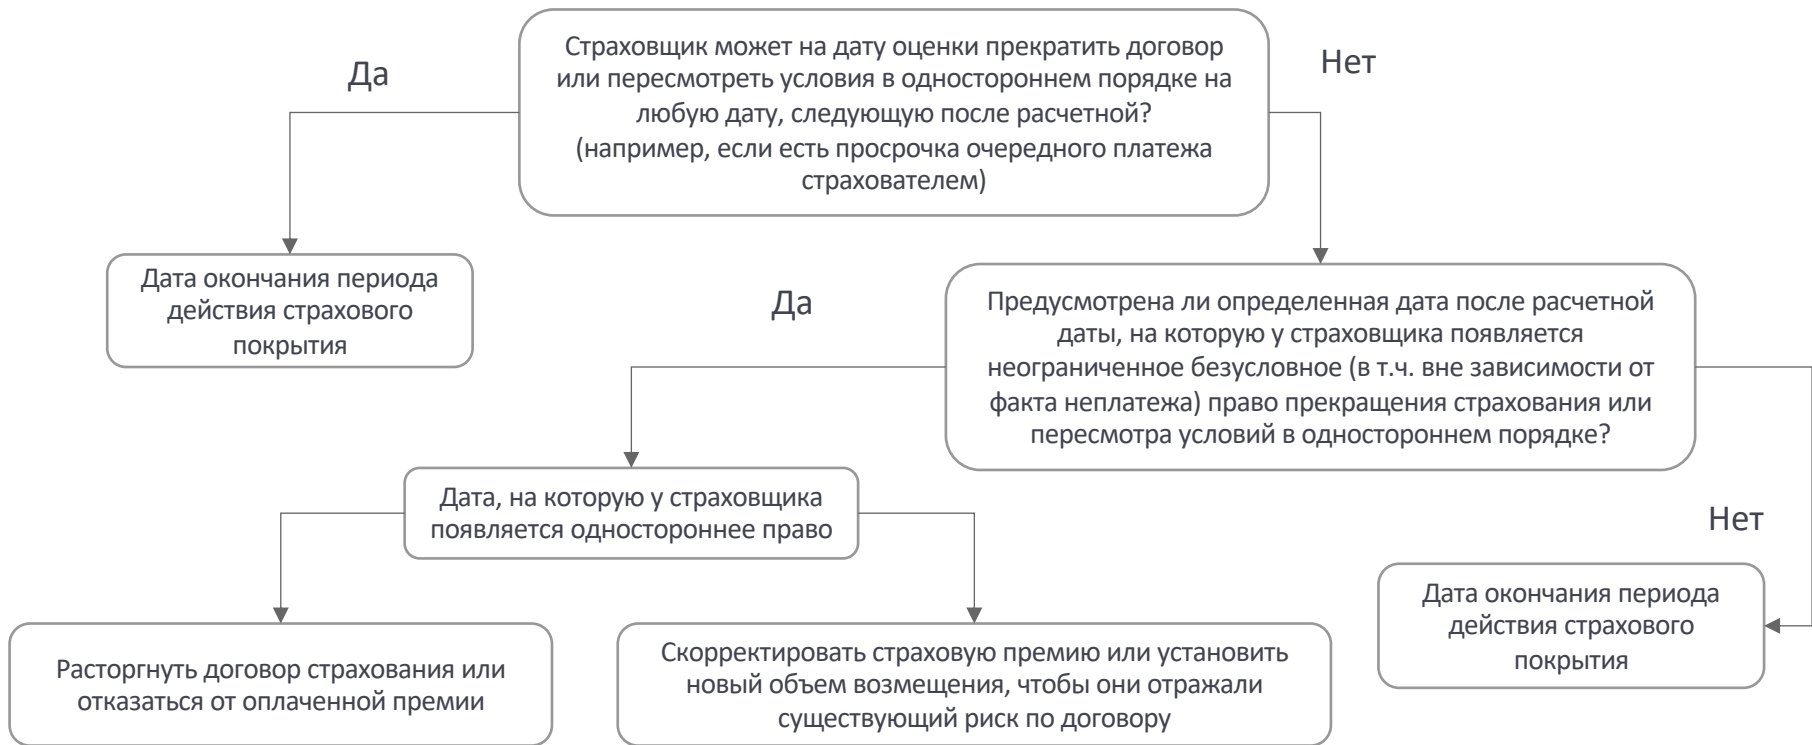 Страховщик может на дату оценки прекратить договор
или пересмотреть условия в одностороннем порядке на
любую дату, следующую после расчетной?
(например, если есть просрочка очередного платежа
страхователем)
Да
Нет
Дата окончания периода
действия страхового
покрытия
Да
Предусмотрена ли определенная дата после расчетной
даты, на которую у страховщика появляется
неограниченное безусловное (в т.ч. вне зависимости от
факта неплатежа) право прекращения страхования или
пересмотра условий в одностороннем порядке?
Дата, на которую у страховщика
появляется одностороннее право
Нет
Расторгнуть договор страхования или
отказаться от оплаченной премии
Скорректировать страховую премию или установить
новый объем возмещения, чтобы они отражали
существующий риск по договору
Дата окончания периода
действия страхового
покрытия